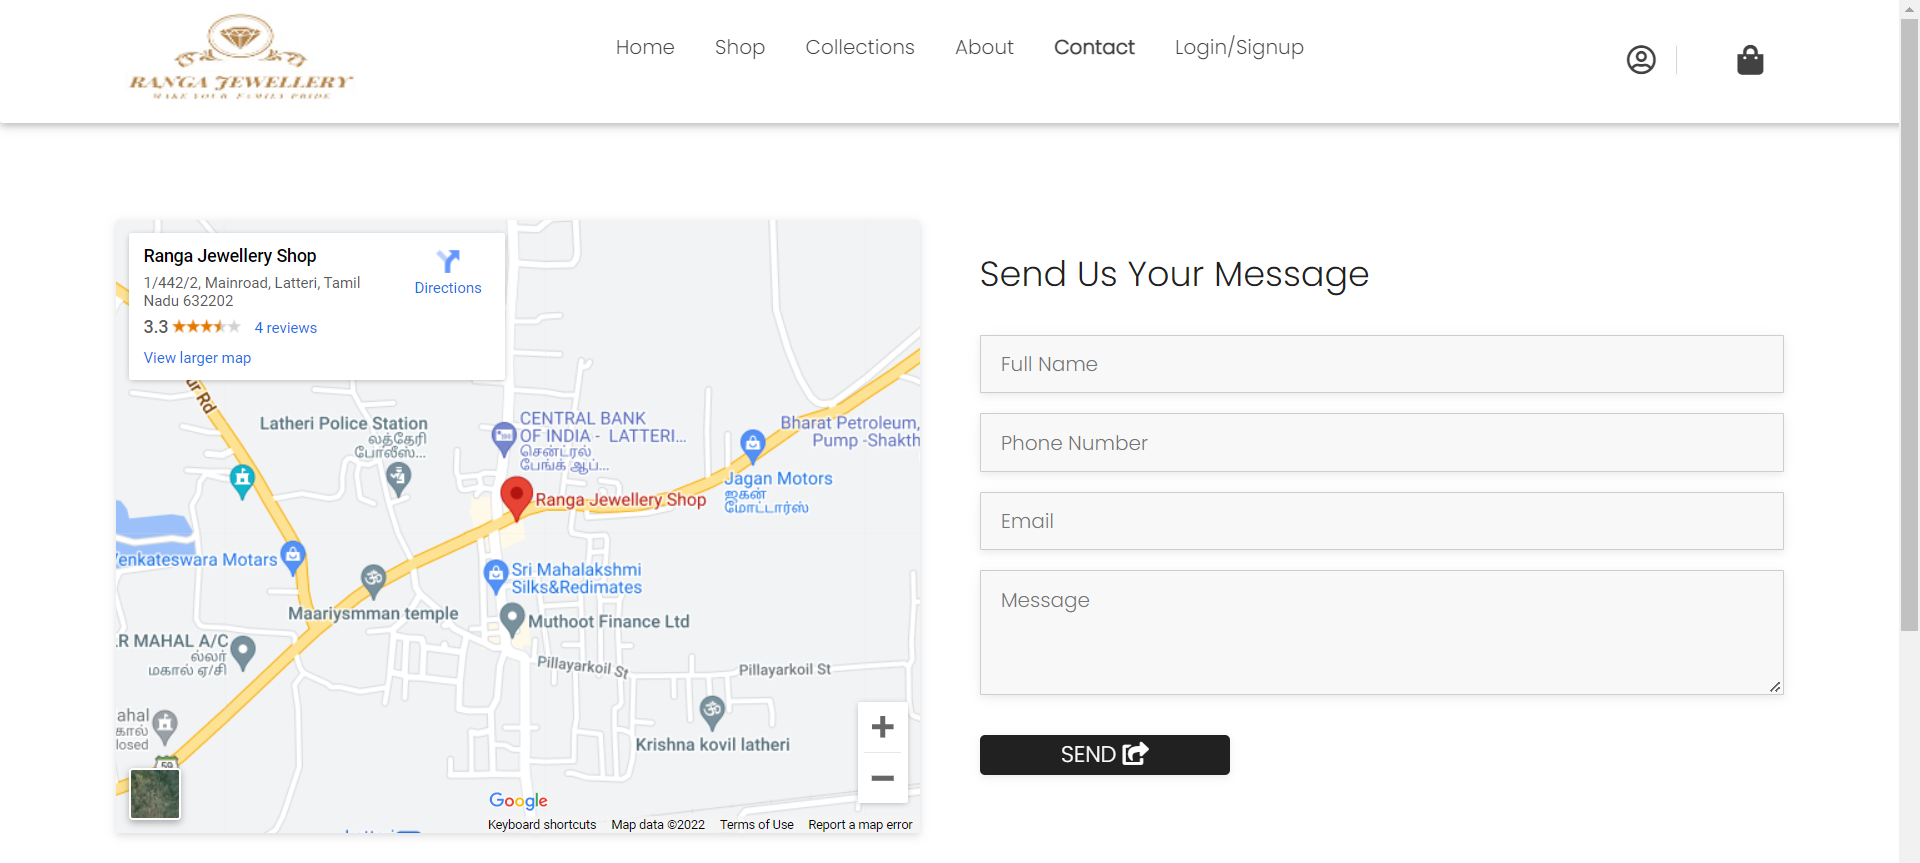 RANGA JEWELLERY
MAKE YOUR FAMILY PRIDE
Home
Shop
Collections
About
Contact
Login/Signup
Ranga Jewellery Shop
1/442/2, Mainroad, Latteri, Tamil
Nadu 632202
Directions
3.3
4 reviews
View larger map
ur Rd
Latheri Police Station
லத்தேரி
போலீஸ்...
CENTRAL BANK
OF INDIA - LATTERI...
சென்ட்ரல்
பேங்க் ஆப்...
Bharat Petroleum,
Pump -Shakth
Jagan Motors
ஜகன்
மோட்டார்ஸ்
Ranga Jewellery Shop
Venkateswara Motars
Sri Mahalakshmi
Silks&Redimates
Maariysmman temple
Muthoot Finance Ltd
LR MAHAL A/C
ல்லர்
மகால் ஏ/சி
Pillayarkoil St
Pillayarkoil St
ahal
கால்
losed
Krishna kovil latheri
59
Google
Keyboard shortcuts
Map data ©2022
Terms of Use
Report a map error
Send Us Your Message
Full Name
Phone Number
Email
Message
SEND